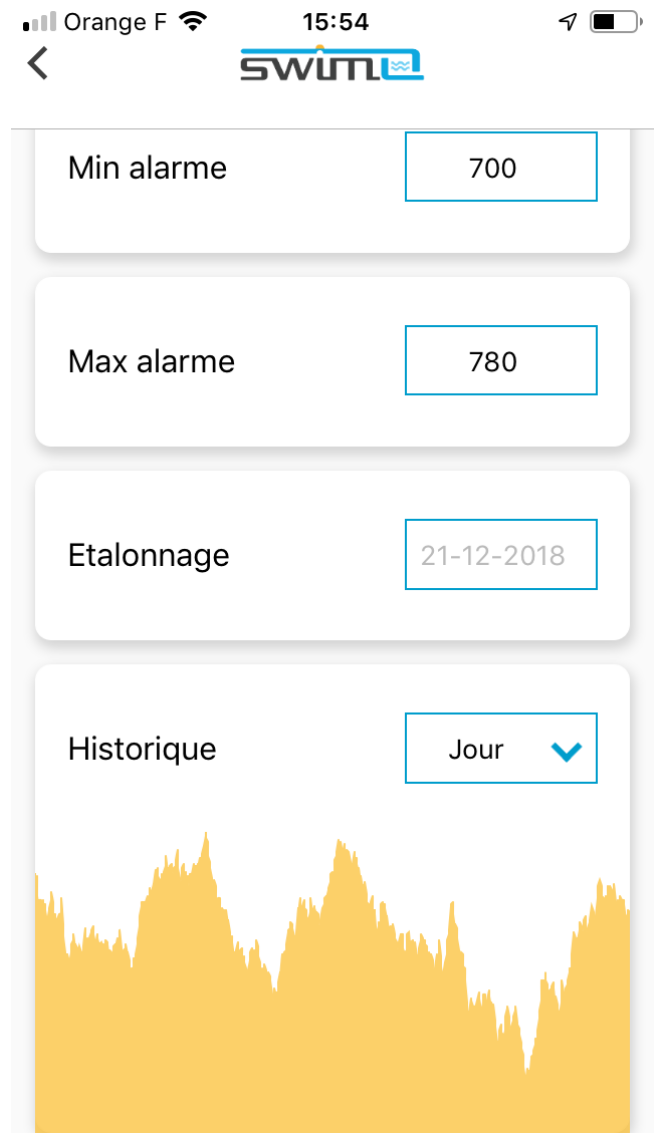 Orange F 15:54
swim
Min alarme 700
Max alarme 780
Etalonnage 21-12-2018
Historique Jour